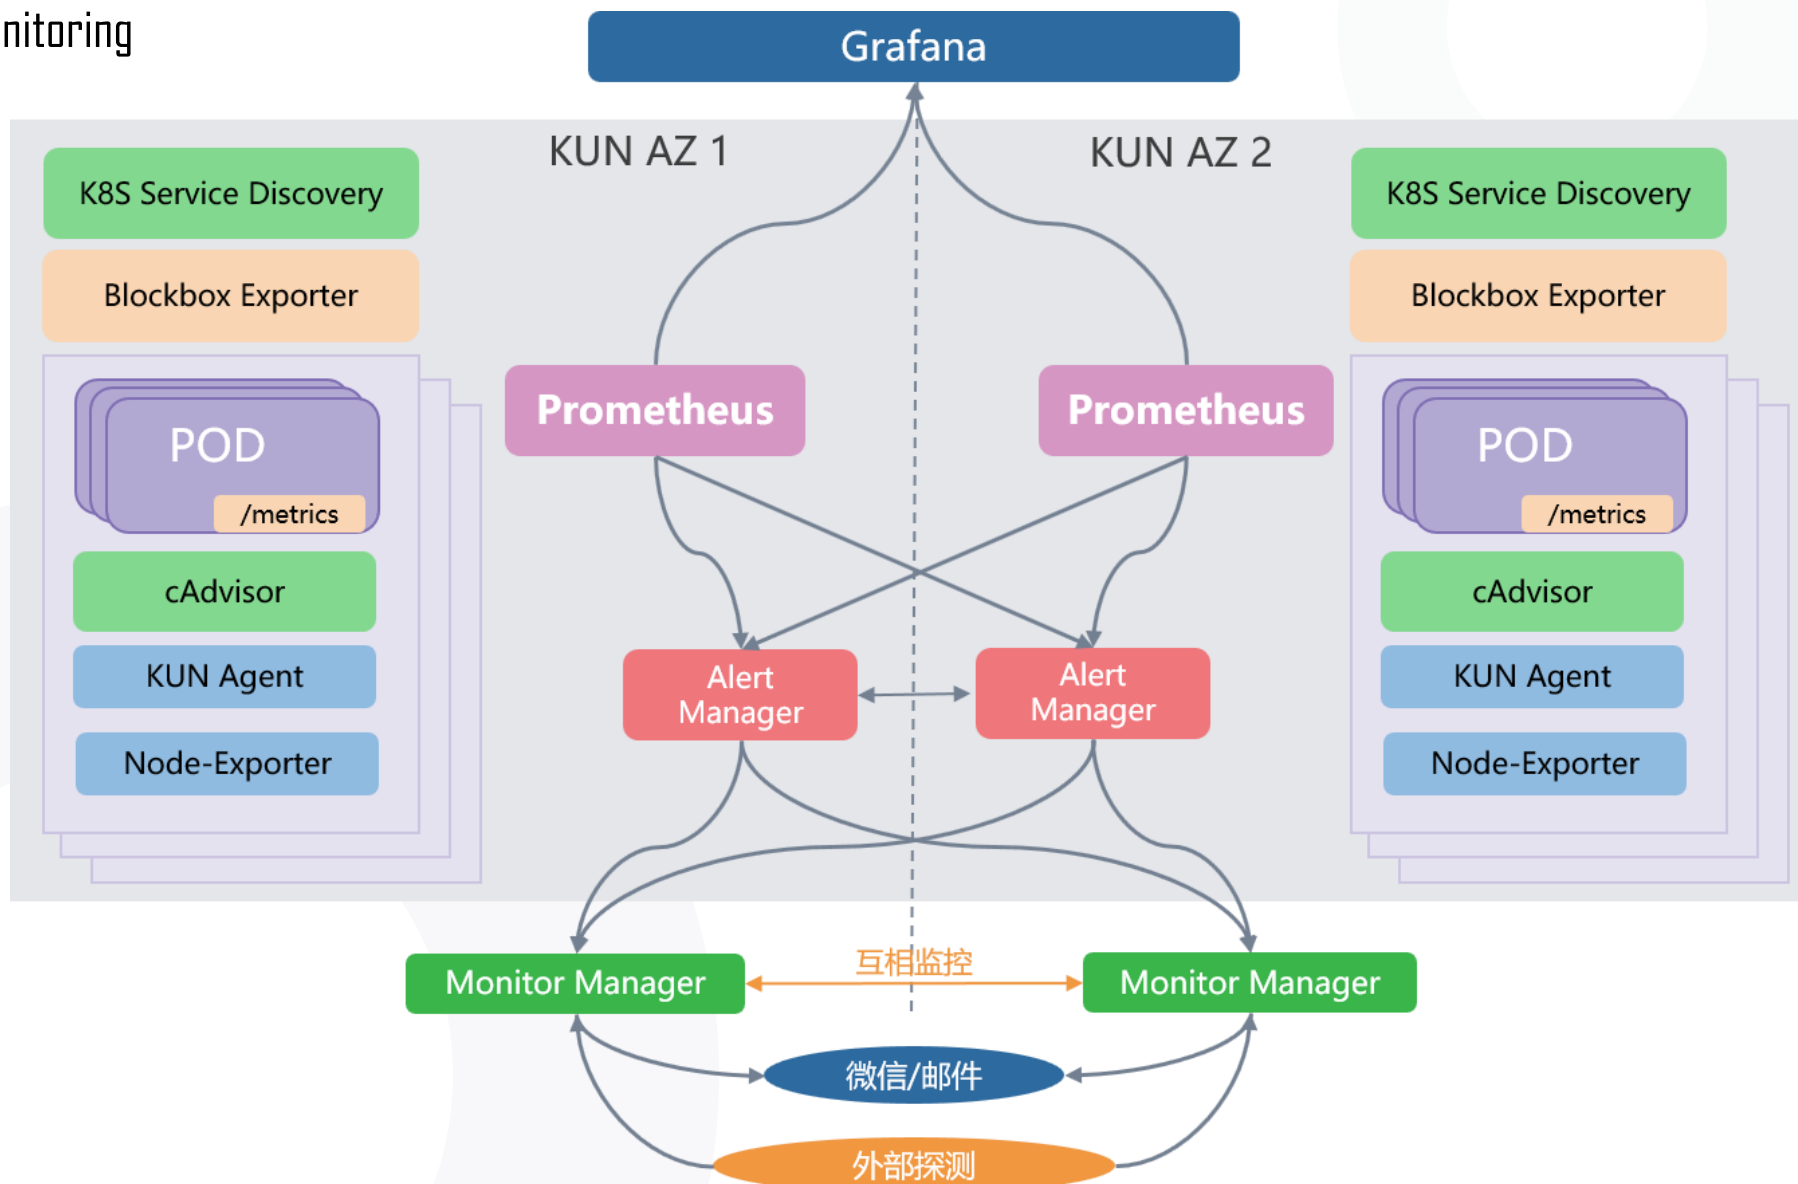 nitoring
Grafana
KUN AZ 1
KUN AZ 2
K8S Service Discovery
Blockbox Exporter
POD
/metrics
cAdvisor
KUN Agent
Node-Exporter
Prometheus
Prometheus
Alert
Manager
Alert
Manager
K8S Service Discovery
Blockbox Exporter
POD
/metrics
cAdvisor
KUN Agent
Node-Exporter
Monitor Manager
互相监控
Monitor Manager
微信/邮件
外部探测